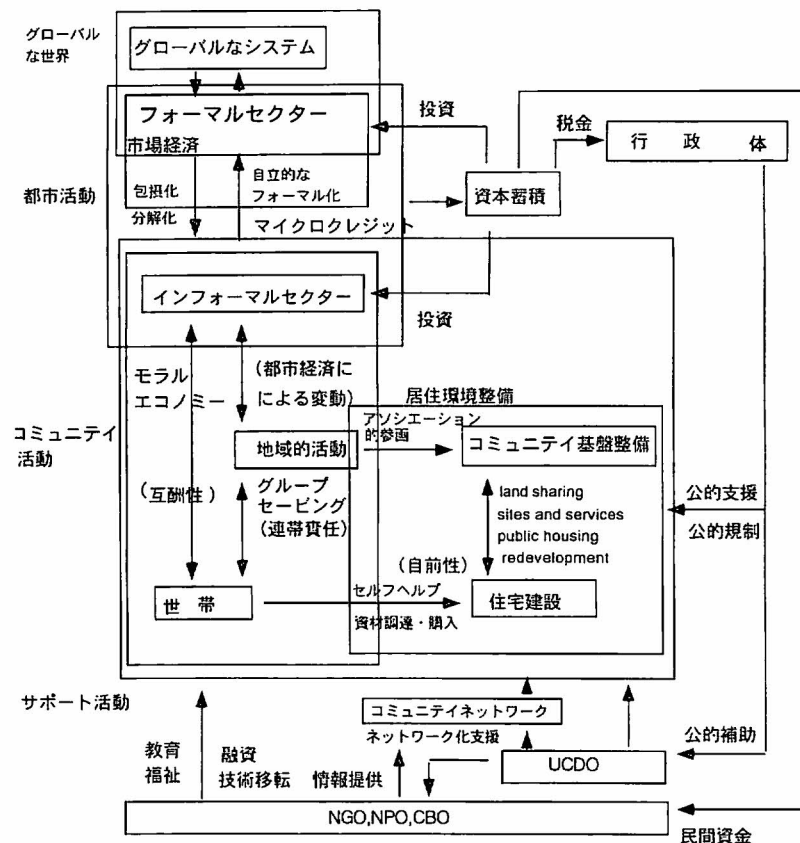 グローバル
な世界
グローバルなシステム
フォーマルセクター
市場経済
投資
税金
行 政 体
資本蓄積
都市活動
包摂化
分解化
自立的な
フォーマル化
マイクロクレジット
インフォーマルセクター
投資
モラル
エコノミー
(都市経済に
による変動)
居住環境整備
アソシエーション
的参画
コミュニテイ
活動
地域的活動
コミュニテイ基盤整備
(互酬性)
グループ
セービング
(連帯責任)
land sharing
sites and services
public housing
redevelopment
公的支援
公的規制
(自前性)
世 帯
セルフヘルプ
資材調達・購入
住宅建設
サポート活動
コミュニテイネットワーク
ネットワーク化支援
教育
福祉
融資
技術移転
情報提供
UCDO
公的補助
NGO,NPO,CBO
民間資金